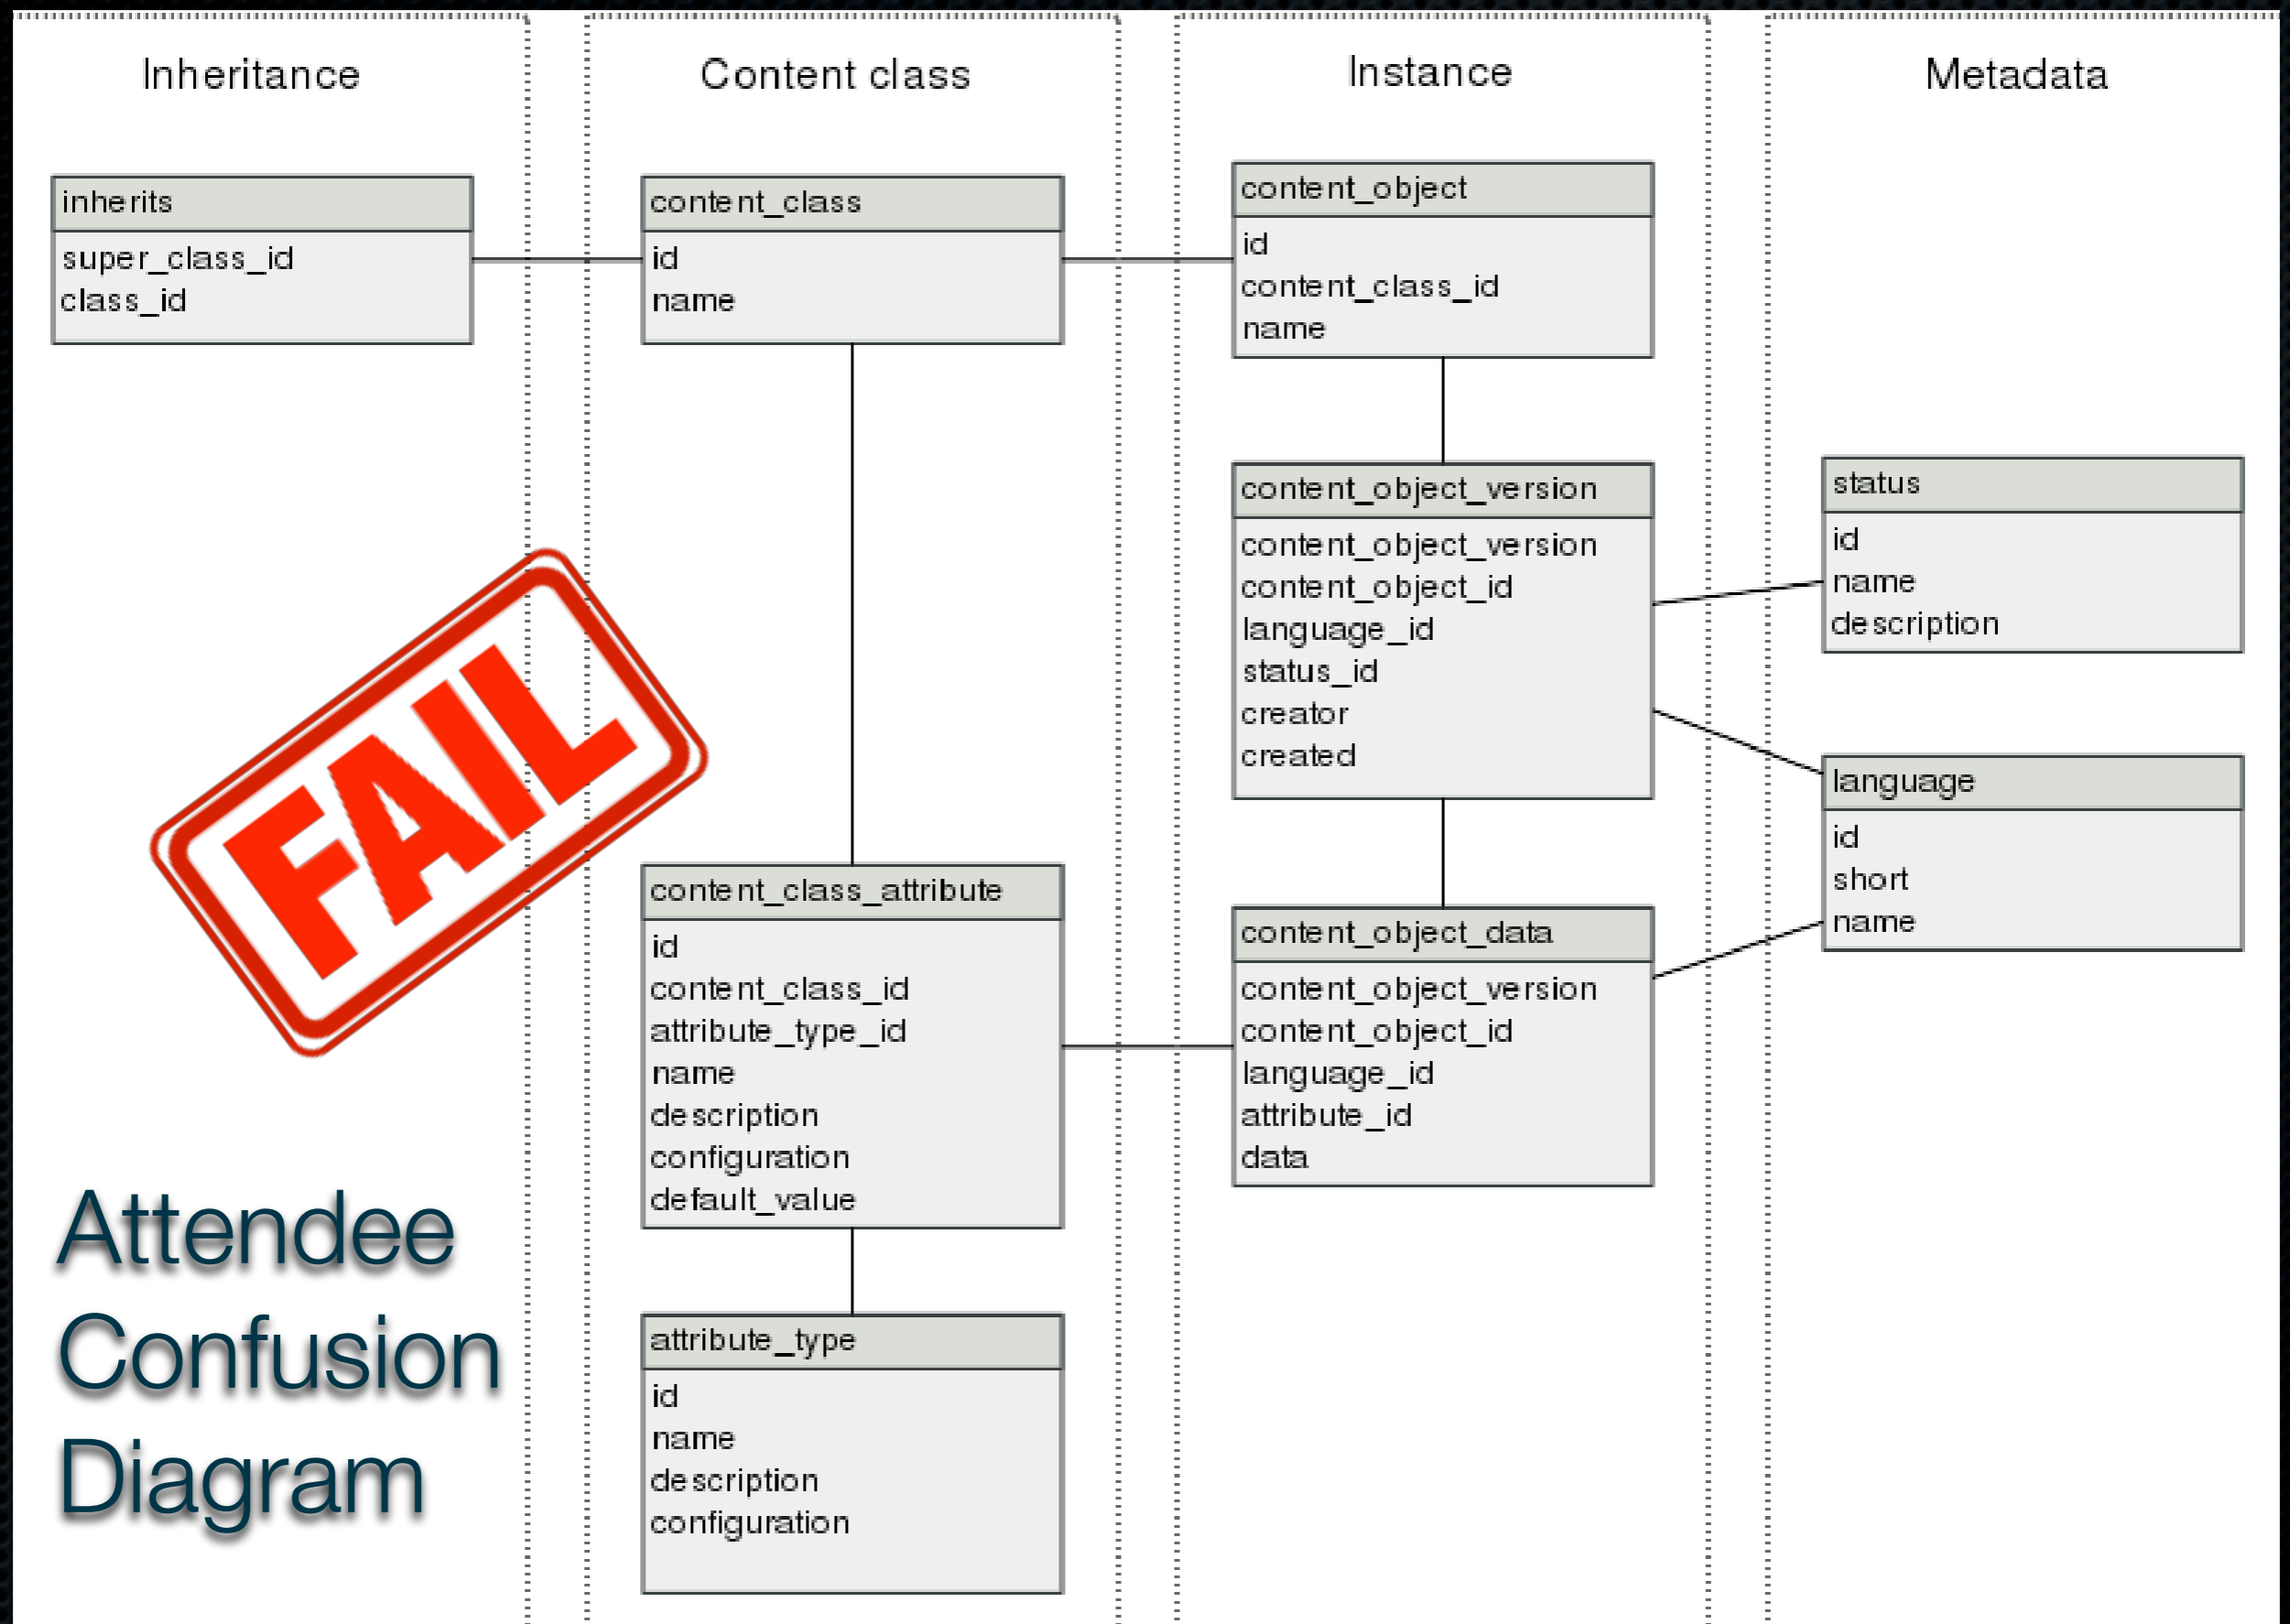 Inheritance
inherits
super_class_id
class_id
FAIL
Attendee
Confusion
Diagram
Content class
content_class
id
name
content_class_attribute
id
content_class_id
attribute_type_id
name
description
configuration
default_value
attribute_type
id
name
description
configuration
Instance
content_object
id
content_class_id
name
content_object_version
content_object_version
content_object_id
language_id
status_id
creator
created
content_object_data
content_object_version
content_object_id
language_id
attribute_id
data
Metadata
status
id
name
description
language
id
short
name